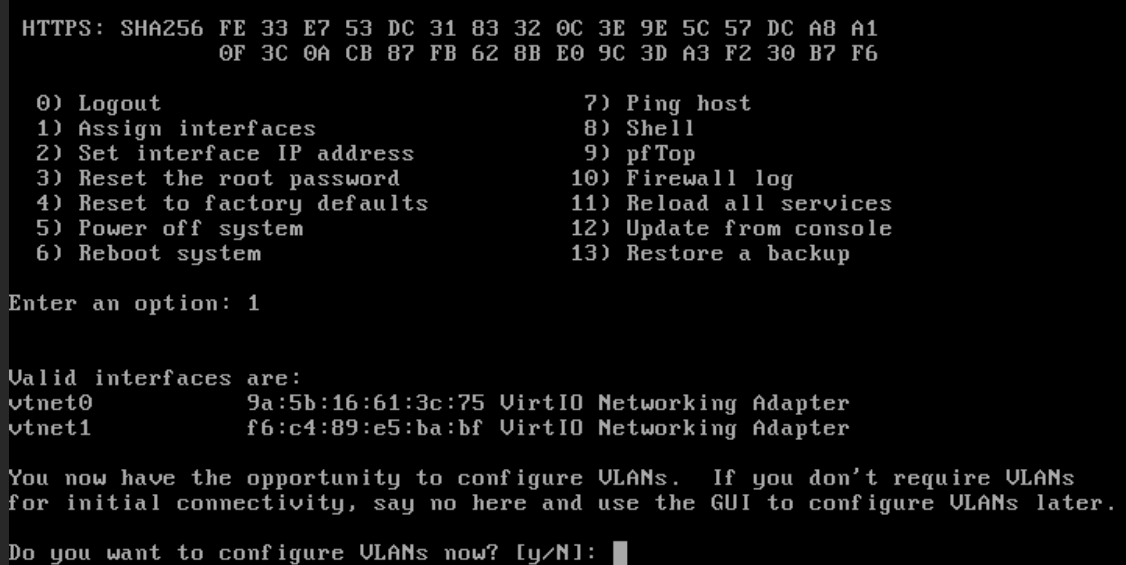 HTTPS: SHA256 FE 33 E7 53 DC 31 83 32 0C 3E 9E 5C 57 DC A8 A1
0F 3C 0A CB 87 FB 62 8B E0 9C 3D A3 F2 30 B7 F6
0) Logout 7) Ping host
1) Assign interfaces 8) Shell
2) Set interface IP address 9) pfTop
3) Reset the root password 10) Firewall log
4) Reset to factory defaults 11) Reload all services
5) Power off system 12) Update from console
6) Reboot system 13) Restore a backup
Enter an option: 1
Valid interfaces are:
vtnet0 9a:5b:16:61:3c:75 VirtIO Networking Adapter
vtnet1 f6:c4:89:e5:ba:bf VirtIO Networking Adapter
You now have the opportunity to configure VLANs. If you don't require VLANs
for initial connectivity, say no here and use the GUI to configure VLANs later.
Do you want to configure VLANs now? [y/N]: